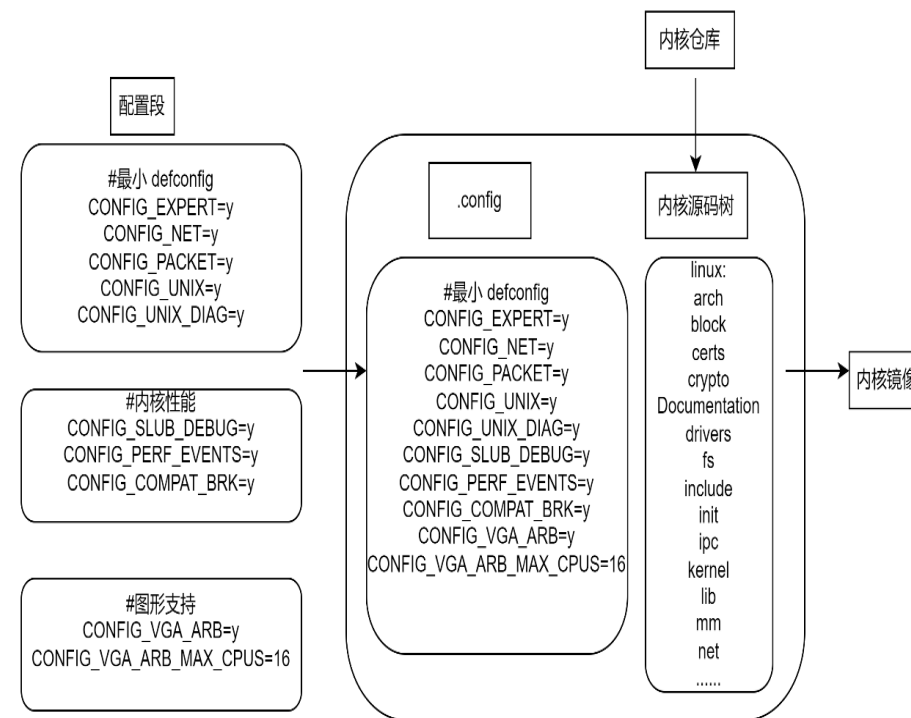 配置段
#最小 defconfig
CONFIG_EXPERT=y
CONFIG_NET=y
CONFIG_PACKET=y
CONFIG_UNIX=y
CONFIG_UNIX_DIAG=y
#内核性能
CONFIG_SLUB_DEBUG=y
CONFIG_PERF_EVENTS=y
CONFIG_COMPAT_BRK=y
#图形支持
CONFIG_VGA_ARB=y
CONFIG_VGA_ARB_MAX_CPUS=16
.config
#最小 defconfig
CONFIG_EXPERT=y
CONFIG_NET=y
CONFIG_PACKET=y
CONFIG_UNIX=y
CONFIG_UNIX_DIAG=y
CONFIG_SLUB_DEBUG=y
CONFIG_PERF_EVENTS=y
CONFIG_COMPAT_BRK=y
CONFIG_VGA_ARB=y
CONFIG_VGA_ARB_MAX_CPUS=16
内核仓库
内核源码树
linux:
arch
block
certs
crypto
Documentation
drivers
fs
include
init
ipc
kernel
lib
mm
net
......
内核镜像